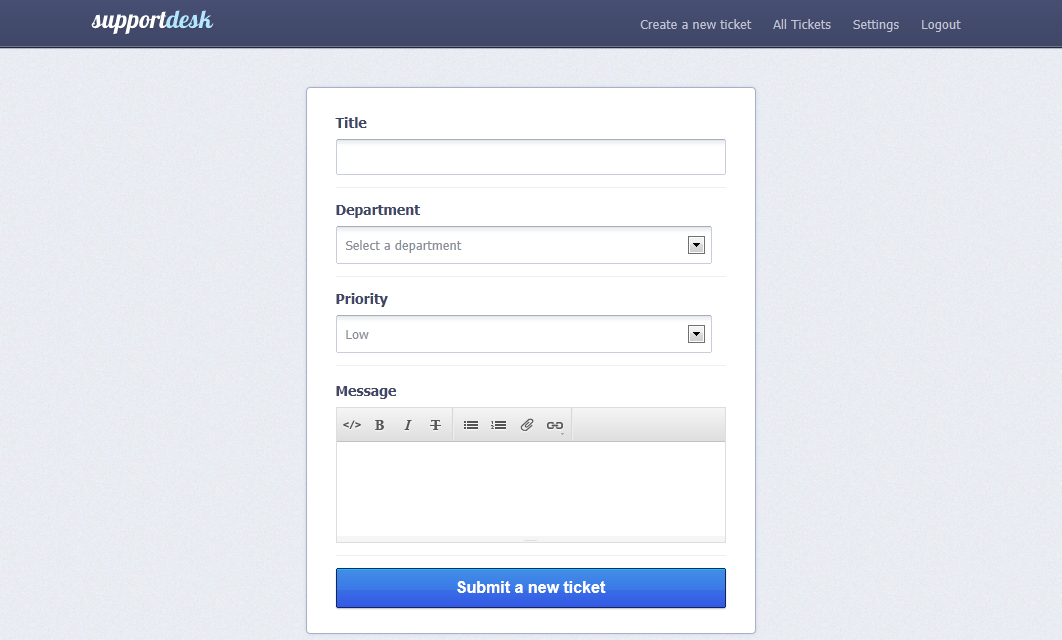 supportdesk
Create a new ticket All Tickets Settings Logout
Title
Department
Select a department
Priority
Low
Message
</> B I T
Submit a new ticket